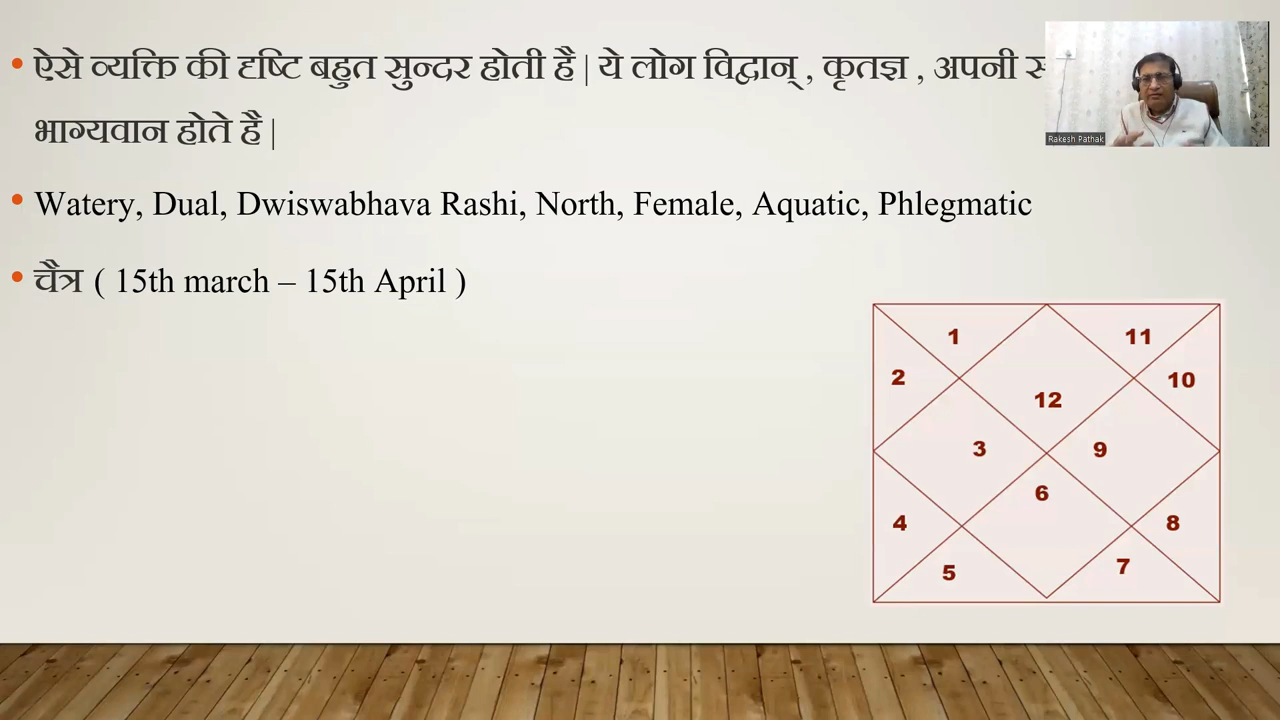 • ऐसे व्यक्ति की दृष्टि बहुत सुन्दर होती है | ये लोग विद्वान् , कृतज्ञ , अपनी
भाग्यवान होते है |
• Watery, Dual, Dwiswabhava Rashi, North, Female, Aquatic, Phlegmatic
• चैत्र ( 15th march – 15th April )
Rakesh Pathak
1
11
2
10
12
3
9
6
4
8
5
7